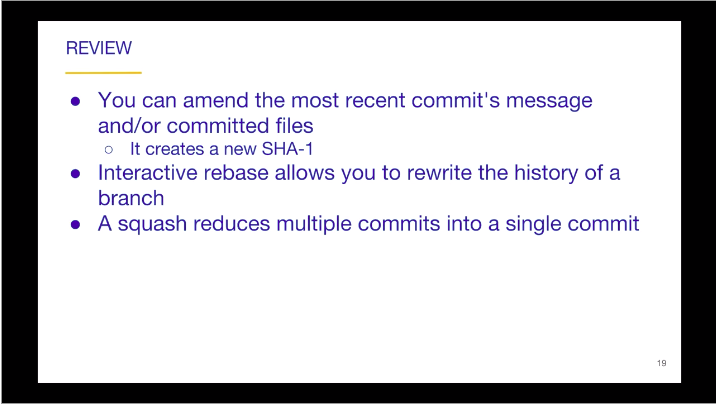 REVIEW
● You can amend the most recent commit's message
and/or committed files
○ It creates a new SHA-1
● Interactive rebase allows you to rewrite the history of a
branch
● A squash reduces multiple commits into a single commit
19